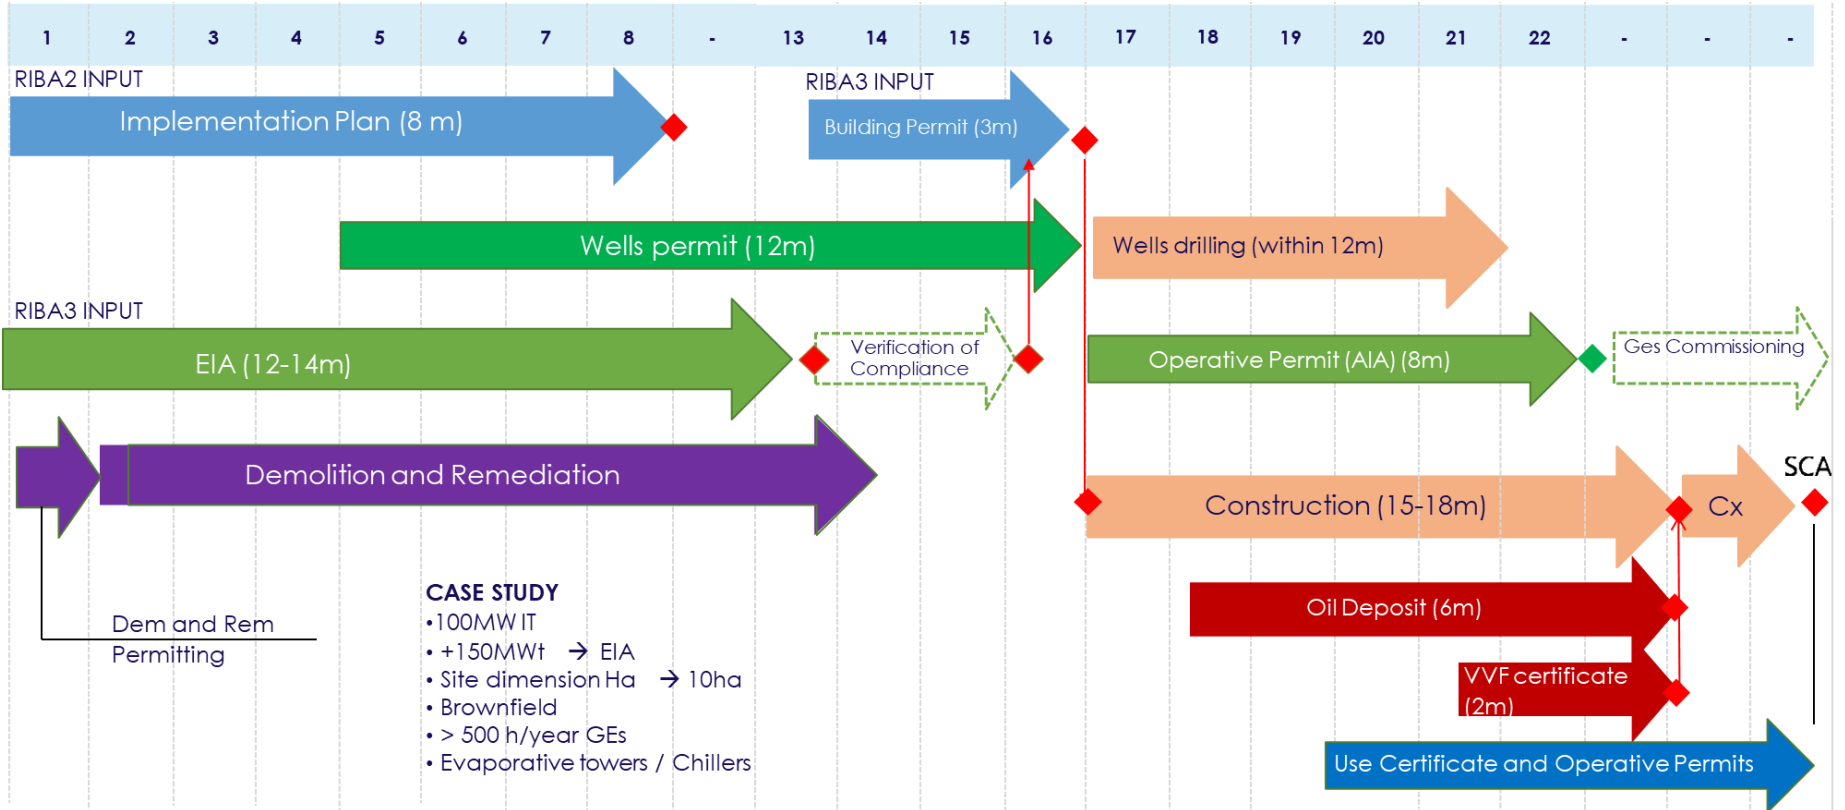 1 2 3 4 5 6 7 8 - 13 14 15 16 17 18 19 20 21 22 - - -
RIBA2 INPUT
RIBA3 INPUT
Implementation Plan (8 m)
Building Permit (3m)
Wells permit (12m)
Wells drilling (within 12m)
RIBA3 INPUT
EIA (12-14m)
Verification of
Compliance
Operative Permit (AIA) (8m)
Ges Commissioning
Demolition and Remediation
SCA
Construction (15-18m)
Cx
Dem and Rem
Permitting
CASE STUDY
•100MW IT
• +150MWt → EIA
• Site dimension Ha → 10ha
• Brownfield
• > 500 h/year GEs
• Evaporative towers / Chillers
Oil Deposit (6m)
VVF certificate
(2m)
Use Certificate and Operative Permits